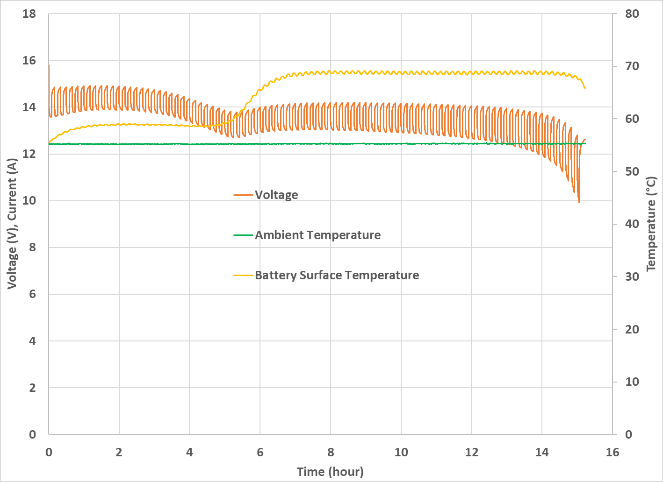 18
16
14
12
10
8
6
4
2
0
Voltage (V), Current (A)
80
70
60
50
40
30
20
10
0
Temperature (°C)
Voltage
Ambient Temperature
Battery Surface Temperature
0 2 4 6 8 10 12 14 16
Time (hour)